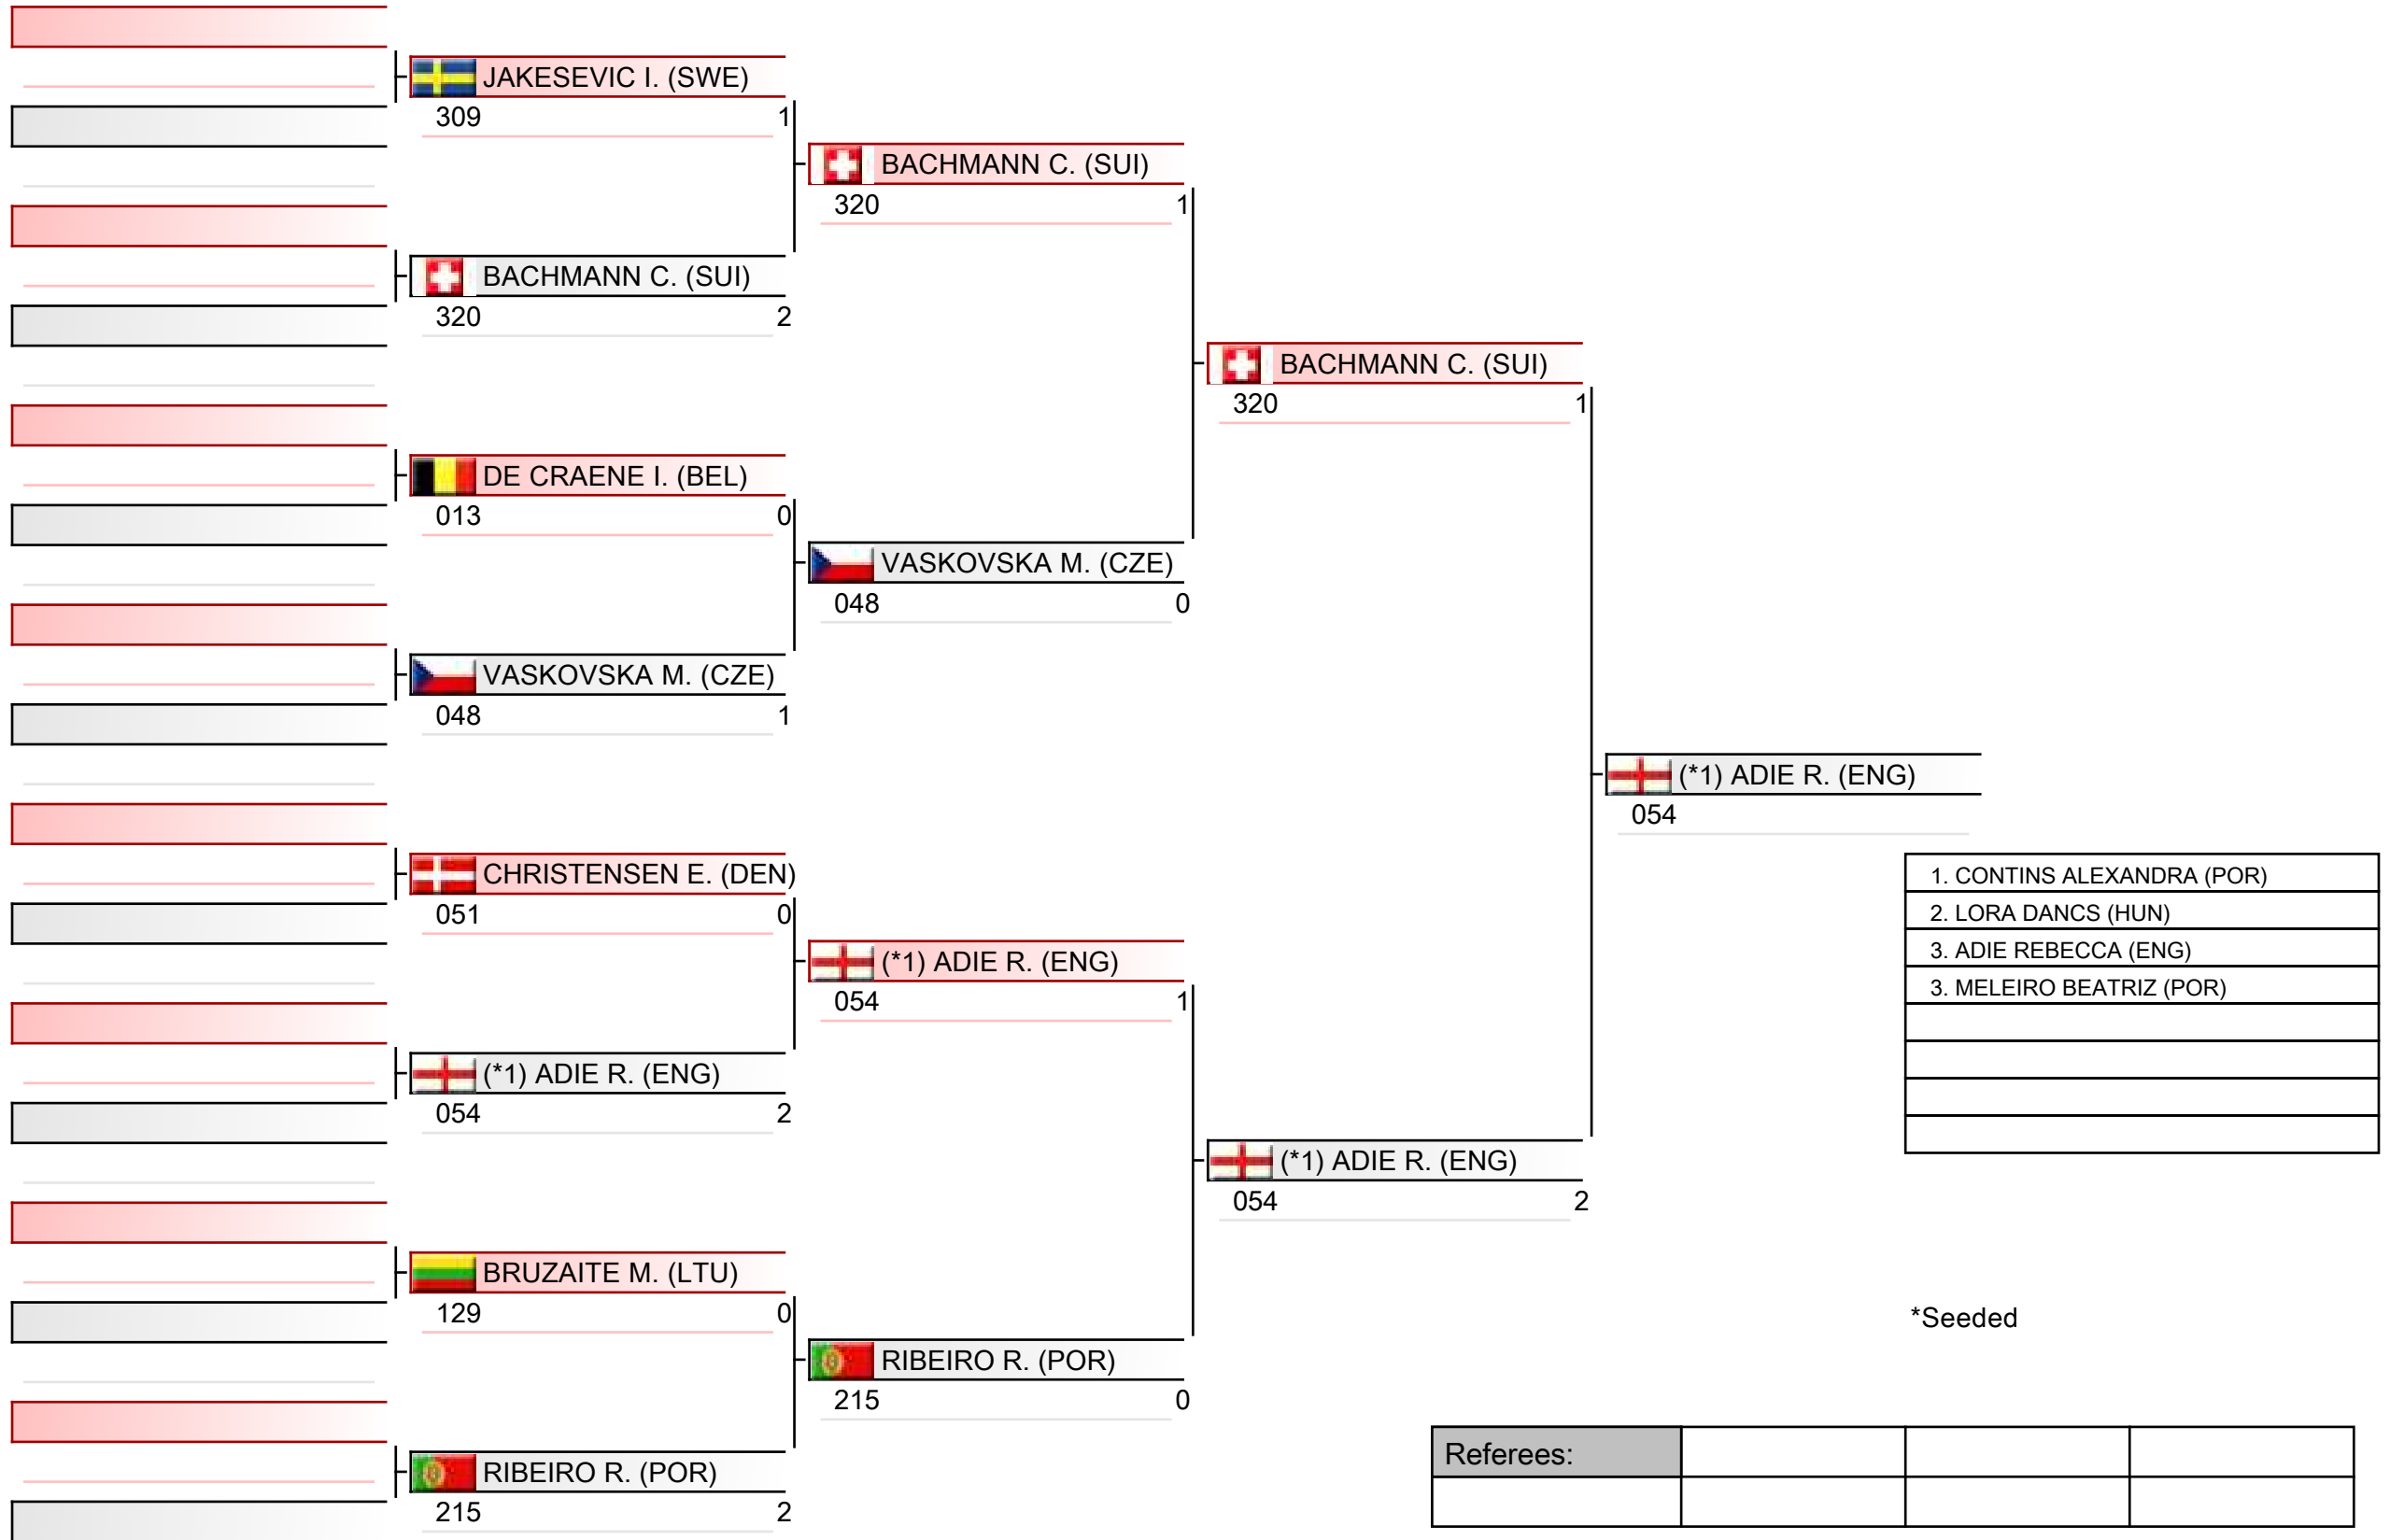 JAKESEVIC I. (SWE)
309 1
BACHMANN C. (SUI)
320 1
BACHMANN C. (SUI)
320 2
BACHMANN C. (SUI)
320 1
DE CRAENE I. (BEL)
013 0
VASKOVSKA M. (CZE)
048 0
VASKOVSKA M. (CZE)
048 1
(*1) ADIE R. (ENG)
054
CHRISTENSEN E. (DEN)
051 0
(*1) ADIE R. (ENG)
054 1
(*1) ADIE R. (ENG)
054 2
(*1) ADIE R. (ENG)
054 2
BRUZAITE M. (LTU)
129 0
RIBEIRO R. (POR)
215 0
RIBEIRO R. (POR)
215 2
1. CONTINS ALEXANDRA (POR)
2. LORA DANCS (HUN)
3. ADIE REBECCA (ENG)
3. MELEIRO BEATRIZ (POR)
*Seeded
Referees: